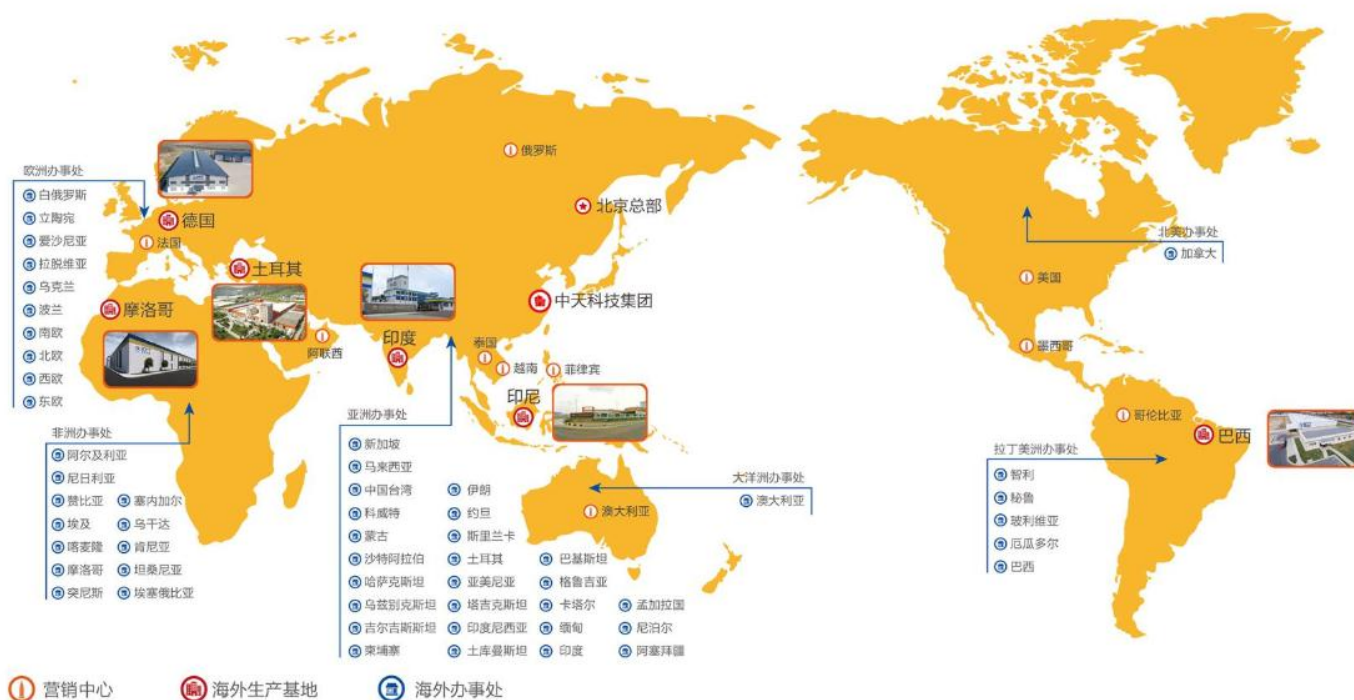 俄罗斯
欧洲办事处
白俄罗斯
立陶宛
爱沙尼亚
拉脱维亚
乌克兰
波兰
南欧
北欧
西欧
东欧
德国
法国
北京总部
土耳其
摩洛哥
阿联酋
印度
中天科技集团
泰国
越南
菲律宾
印尼
非洲办事处
阿尔及利亚
尼日利亚
赞比亚 塞内加尔
埃及 乌干达
喀麦隆 肯尼亚
摩洛哥 坦桑尼亚
突尼斯 埃塞俄比亚
亚洲办事处
新加坡
马来西亚
中国台湾 伊朗
科威特 约旦
蒙古 斯里兰卡
沙特阿拉伯 土耳其 巴基斯坦
哈萨克斯坦 亚美尼亚 格鲁吉亚
乌兹别克斯坦 塔吉克斯坦 卡塔尔 孟加拉国
吉尔吉斯斯坦 印度尼西亚 缅甸 尼泊尔
柬埔寨 土库曼斯坦 印度 阿塞拜疆
大洋洲办事处
澳大利亚
澳大利亚
北美办事处
加拿大
美国
墨西哥
哥伦比亚
巴西
拉丁美洲办事处
智利
秘鲁
玻利维亚
厄瓜多尔
巴西
营销中心 海外生产基地 海外办事处